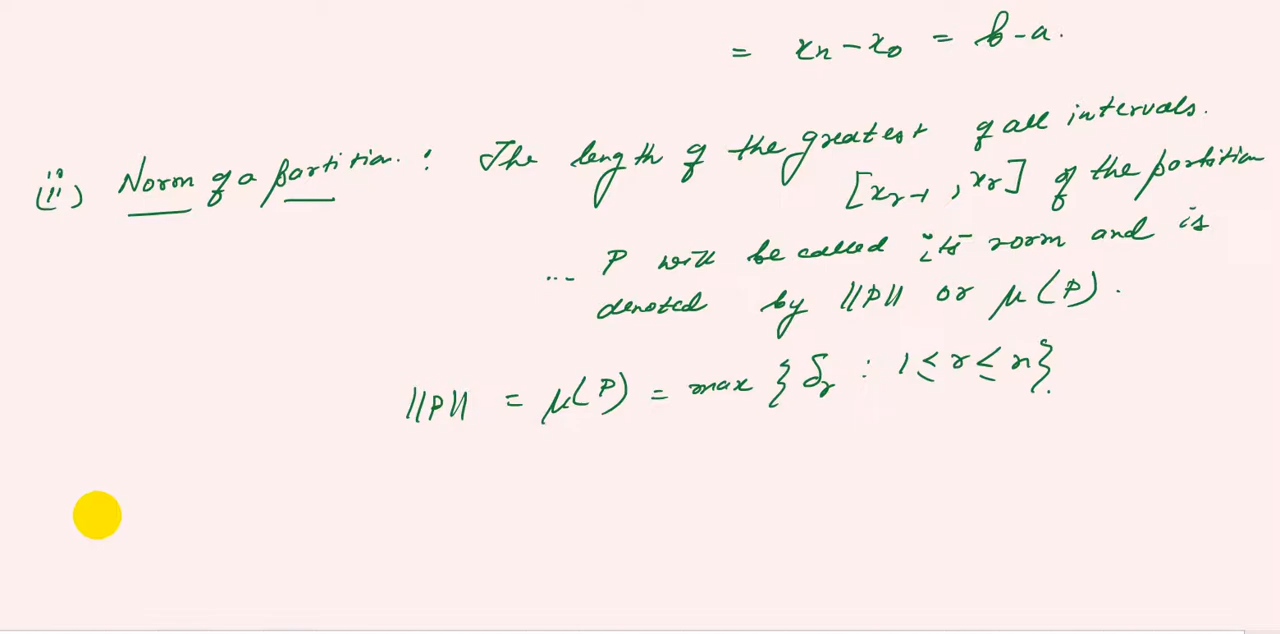 = xₙ - x₀ = b - a.
(ii) Norm of a partition. : The length of the greatest of all intervals.
[xᵣ₋₁, xᵣ] of the partition
... P will be called its norm and is
denoted by ||P|| or μ(P).
||P|| = μ(P) = max { δᵣ : 1 ≤ r ≤ n }.